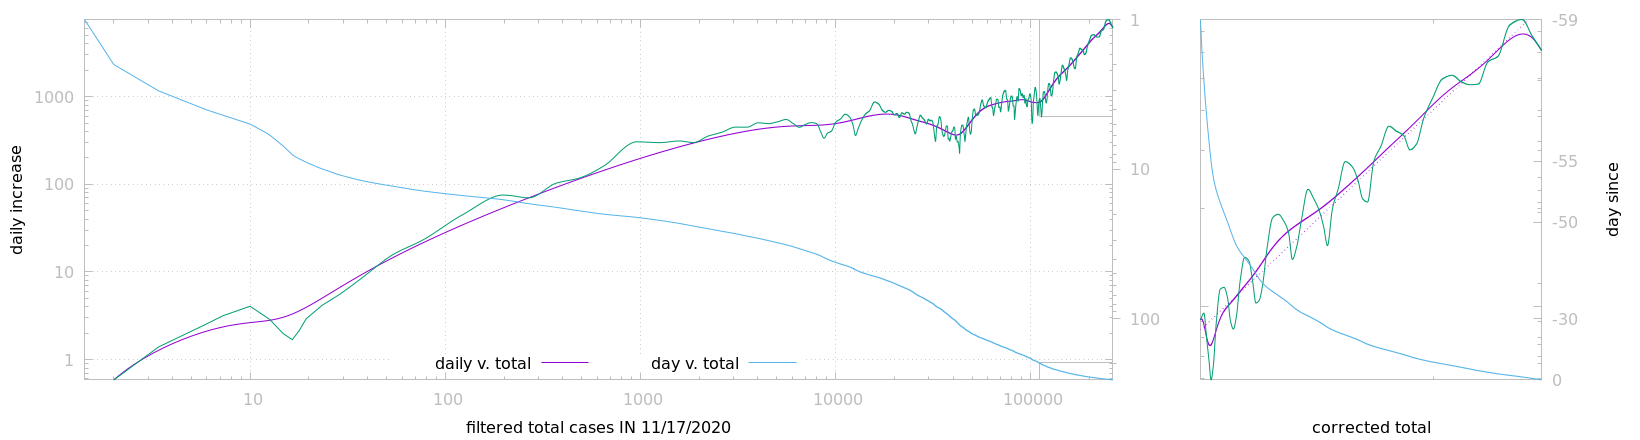 daily increase
1000
100
10
1
10
100
1000
10000
100000
filtered total cases IN 11/17/2020
daily v. total
day v. total
1
10
100
-59
-55
-50
-30
0
day since
corrected total